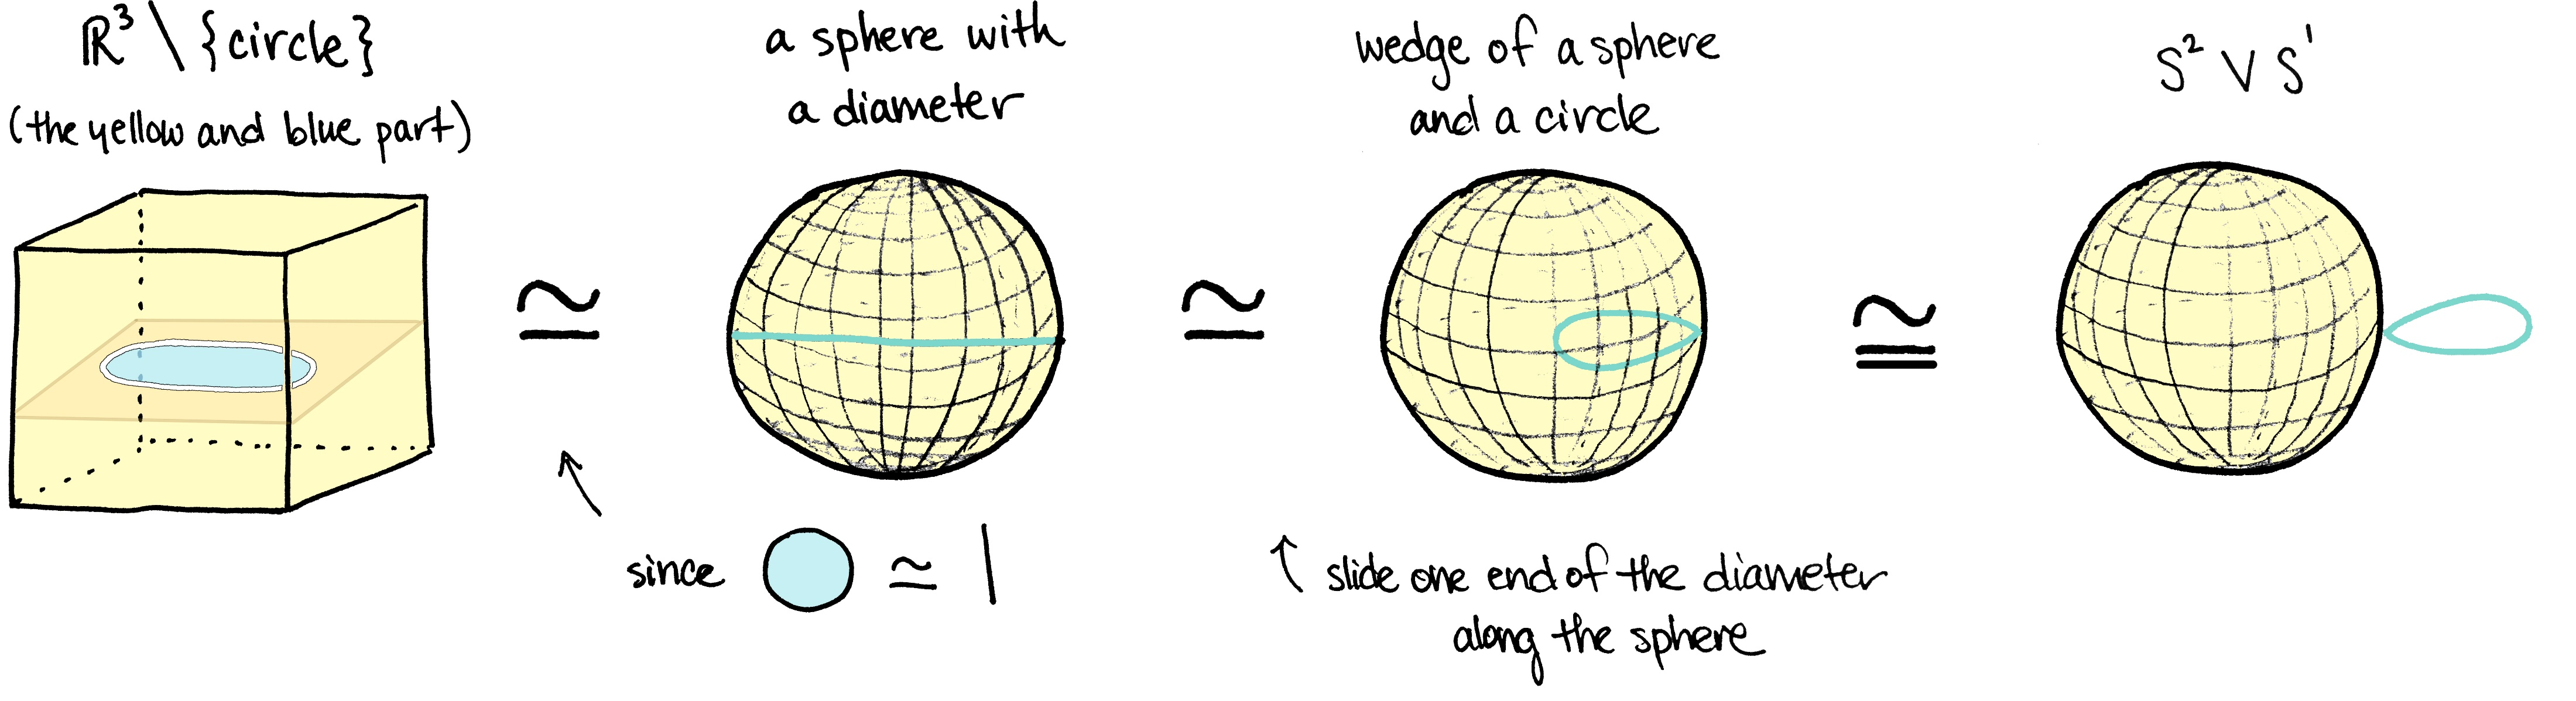 ℝ³ \ {circle}
(the yellow and blue part)
≃
a sphere with
a diameter
since ≃ |
≃
wedge of a sphere
and a circle
↑ slide one end of the diameter
along the sphere
≅
S² ∨ S¹